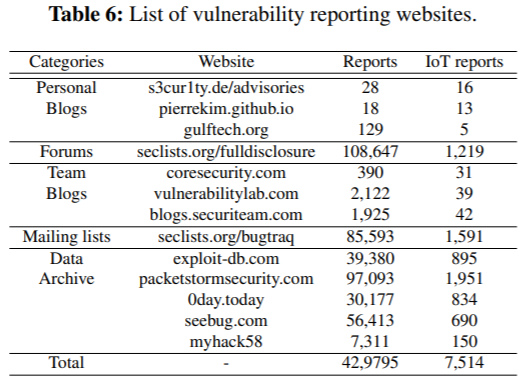 Table 6: List of vulnerability reporting websites.
Categories Website Reports IoT reports
Personal s3cur1ty.de/advisories 28 16
Blogs pierrekim.github.io 18 13
gulftech.org 129 5
Forums seclists.org/fulldisclosure 108,647 1,219
Team coresecurity.com 390 31
Blogs vulnerabilitylab.com 2,122 39
blogs.securiteam.com 1,925 42
Mailing lists seclists.org/bugtraq 85,593 1,591
Data exploit-db.com 39,380 895
Archive packetstormsecurity.com 97,093 1,951
0day.today 30,177 834
seebug.com 56,413 690
myhack58 7,311 150
Total - 42,9795 7,514